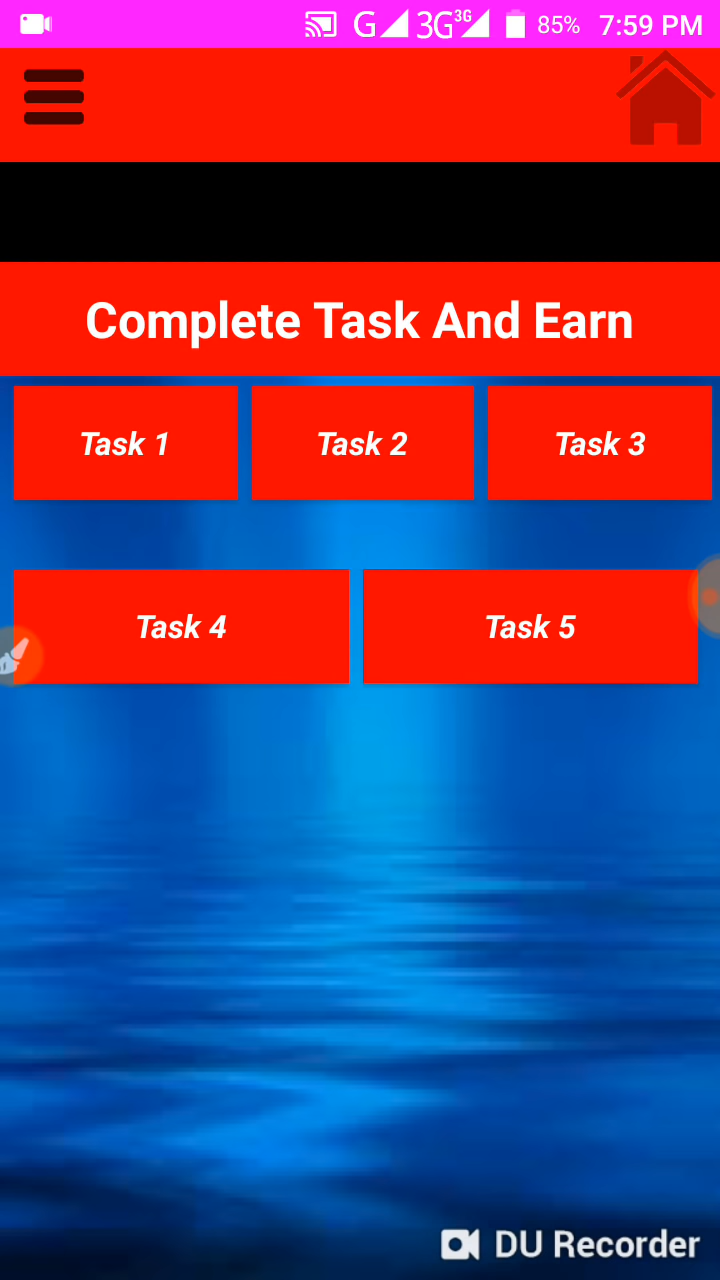 G 3G 3G 85% 7:59 PM
Complete Task And Earn
Task 1 Task 2 Task 3
Task 4 Task 5
DU Recorder